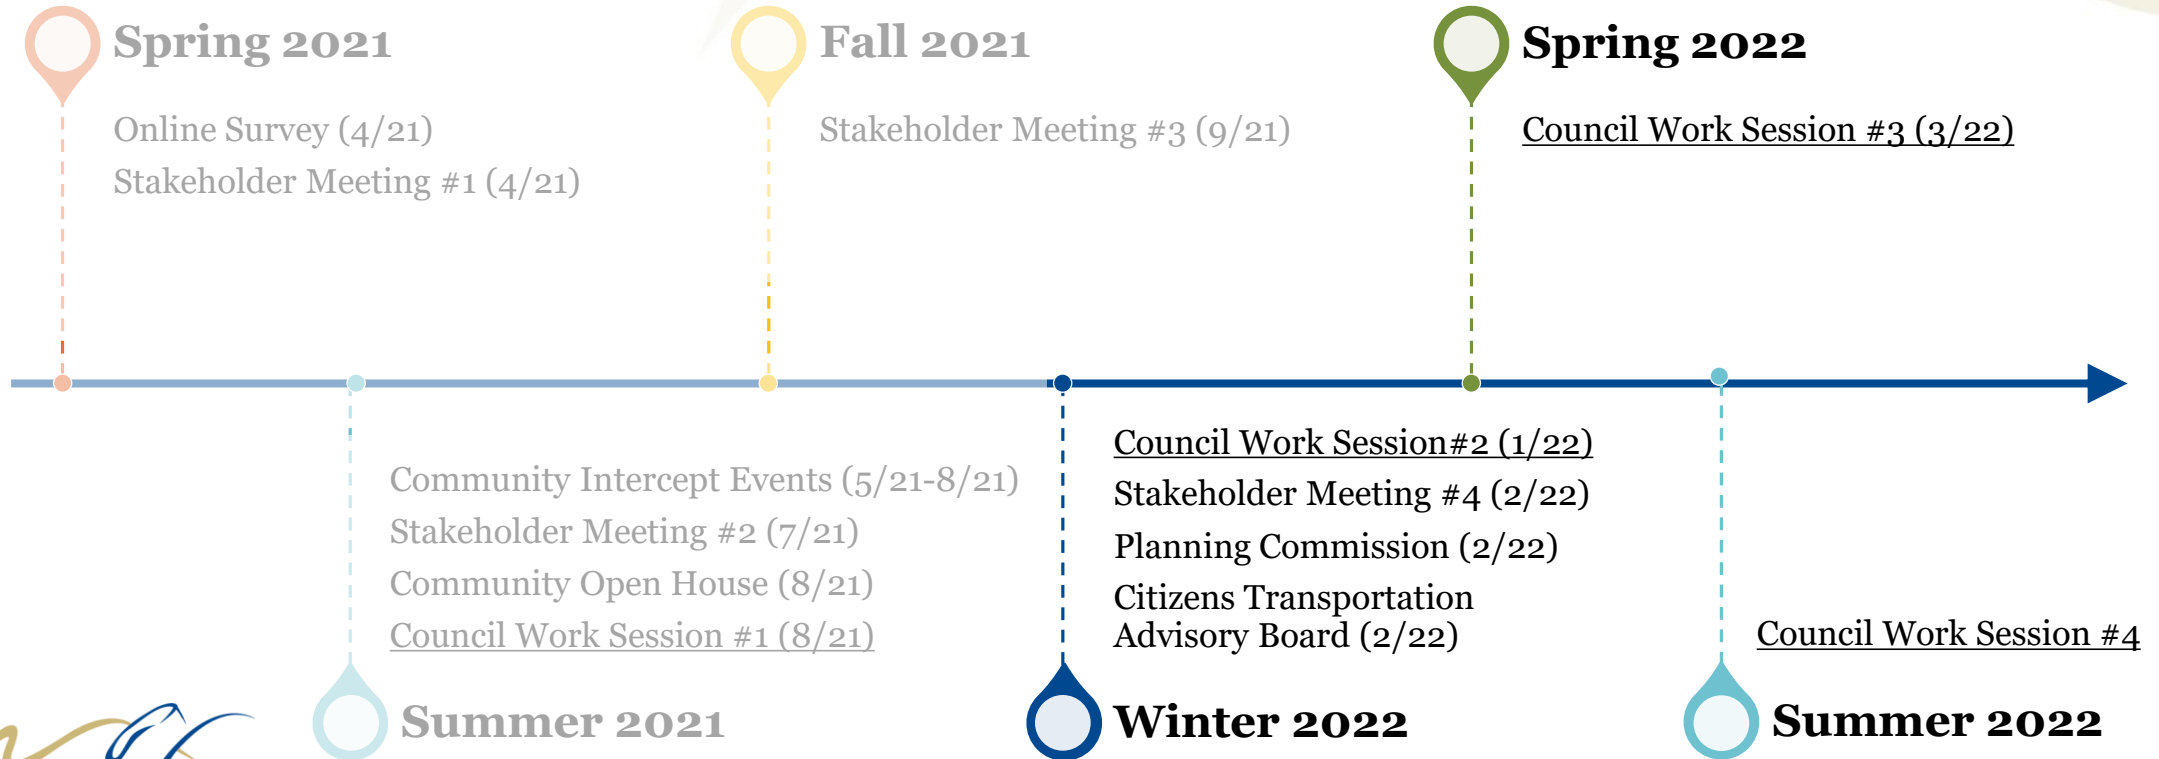 Spring 2021
Online Survey (4/21)
Stakeholder Meeting #1 (4/21)
Fall 2021
Stakeholder Meeting #3 (9/21)
Spring 2022
Council Work Session #3 (3/22)
Community Intercept Events (5/21-8/21)
Stakeholder Meeting #2 (7/21)
Community Open House (8/21)
Council Work Session #1 (8/21)
Summer 2021
Council Work Session#2 (1/22)
Stakeholder Meeting #4 (2/22)
Planning Commission (2/22)
Citizens Transportation
Advisory Board (2/22)
Winter 2022
Council Work Session #4
Summer 2022